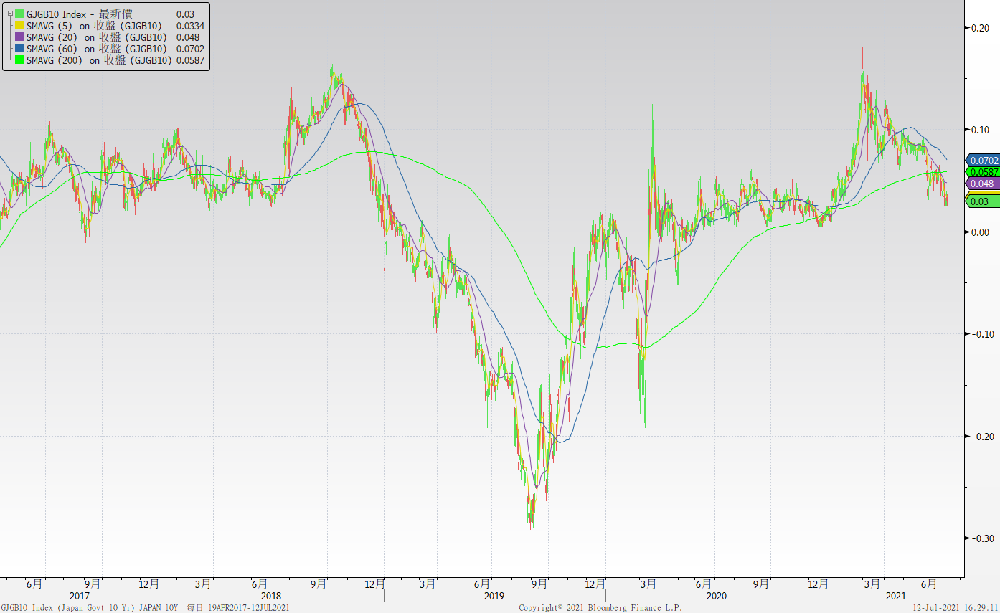 GJGB10 Index - 最新價 0.03
SMAVG (5) on 收盤 (GJGB10) 0.0334
SMAVG (20) on 收盤 (GJGB10) 0.048
SMAVG (60) on 收盤 (GJGB10) 0.0702
SMAVG (200) on 收盤 (GJGB10) 0.0587
0.20
0.10
0.0702
0.0587
0.048
0.03
0.00
-0.10
-0.20
-0.30
6月 9月 12月 3月 6月 9月 12月 3月 6月 9月 12月 3月 6月 9月 12月 3月 6月
2017 2018 2019 2020 2021
GJGB10 Index (Japan Govt 10 Yr) JAPAN 10Y 每日 19APR2017-12JUL2021 Copyright© 2021 Bloomberg Finance L.P. 12-Jul-2021 16:29:11